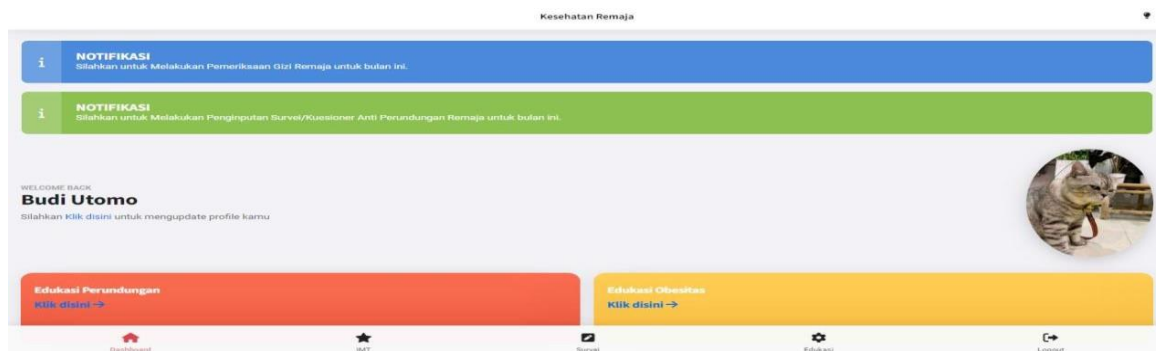 Kesehatan Remaja
NOTIFIKASI
Silahkan untuk Melakukan Pemeriksaan Gizi Remaja untuk bulan ini.
NOTIFIKASI
Silahkan untuk Melakukan Penginputan Survei/Kuesioner Anti Perundungan Remaja untuk bulan ini.
WELCOME BACK
Budi Utomo
Silahkan Klik disini untuk mengupdate profile kamu
Edukasi Perundungan
Klik disini →
Edukasi Obesitas
Klik disini →
Dashboard IMT Survei Edukasi Logout